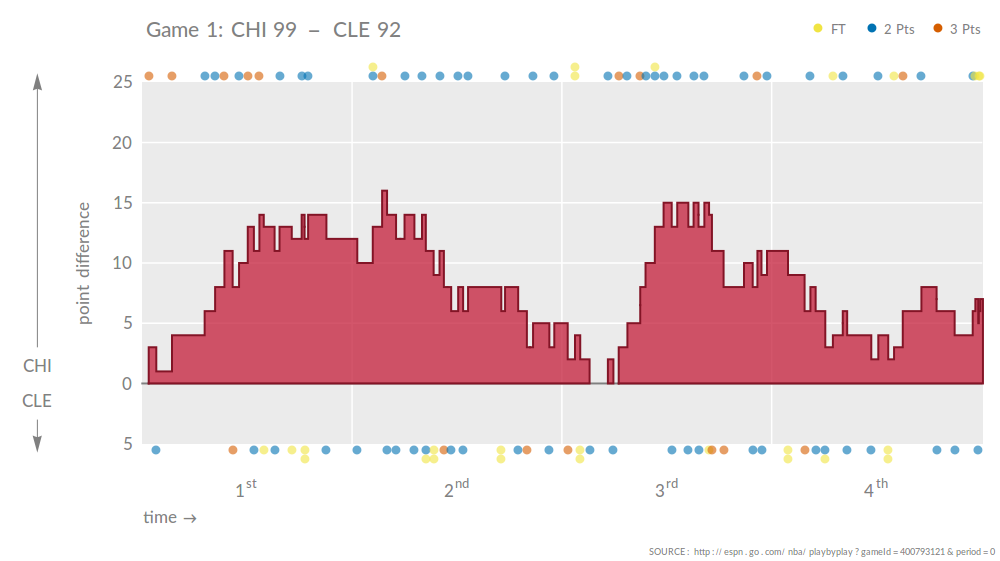 Game 1: CHI 99 – CLE 92
FT
2 Pts
3 Pts
25
20
15
10
5
0
5
point difference
CHI
CLE
1st
2nd
3rd
4th
time →
SOURCE: http://espn.go.com/nba/playbyplay?gameId=400793121&period=0